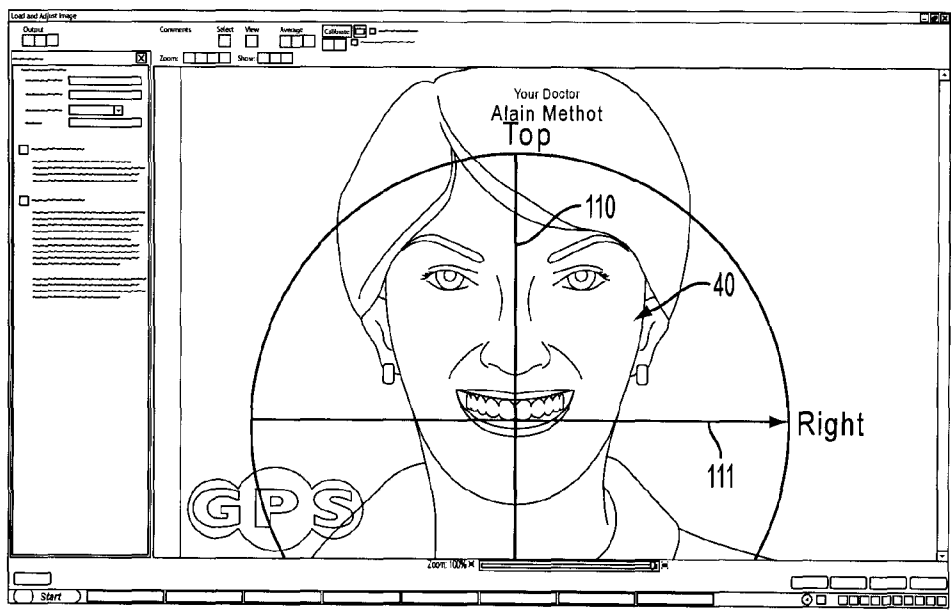 Load and Adjust Image
Output
Comments
Select
View
Average
Calibrate
Zoom:
Show:
Your Doctor
Alain Methot
Top
110
40
Right
111
GPS
Zoom: 100%
Start